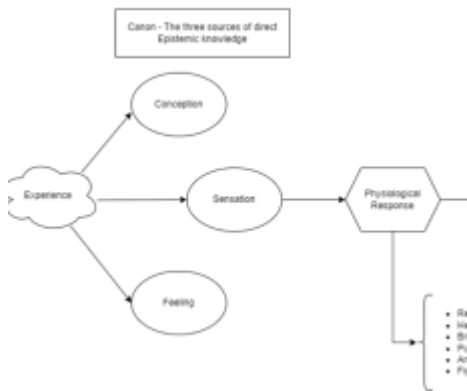 Canon - The three sources of direct
Epistemic knowledge
Conception
Experience
Sensation
Physiological
Response
Feeling